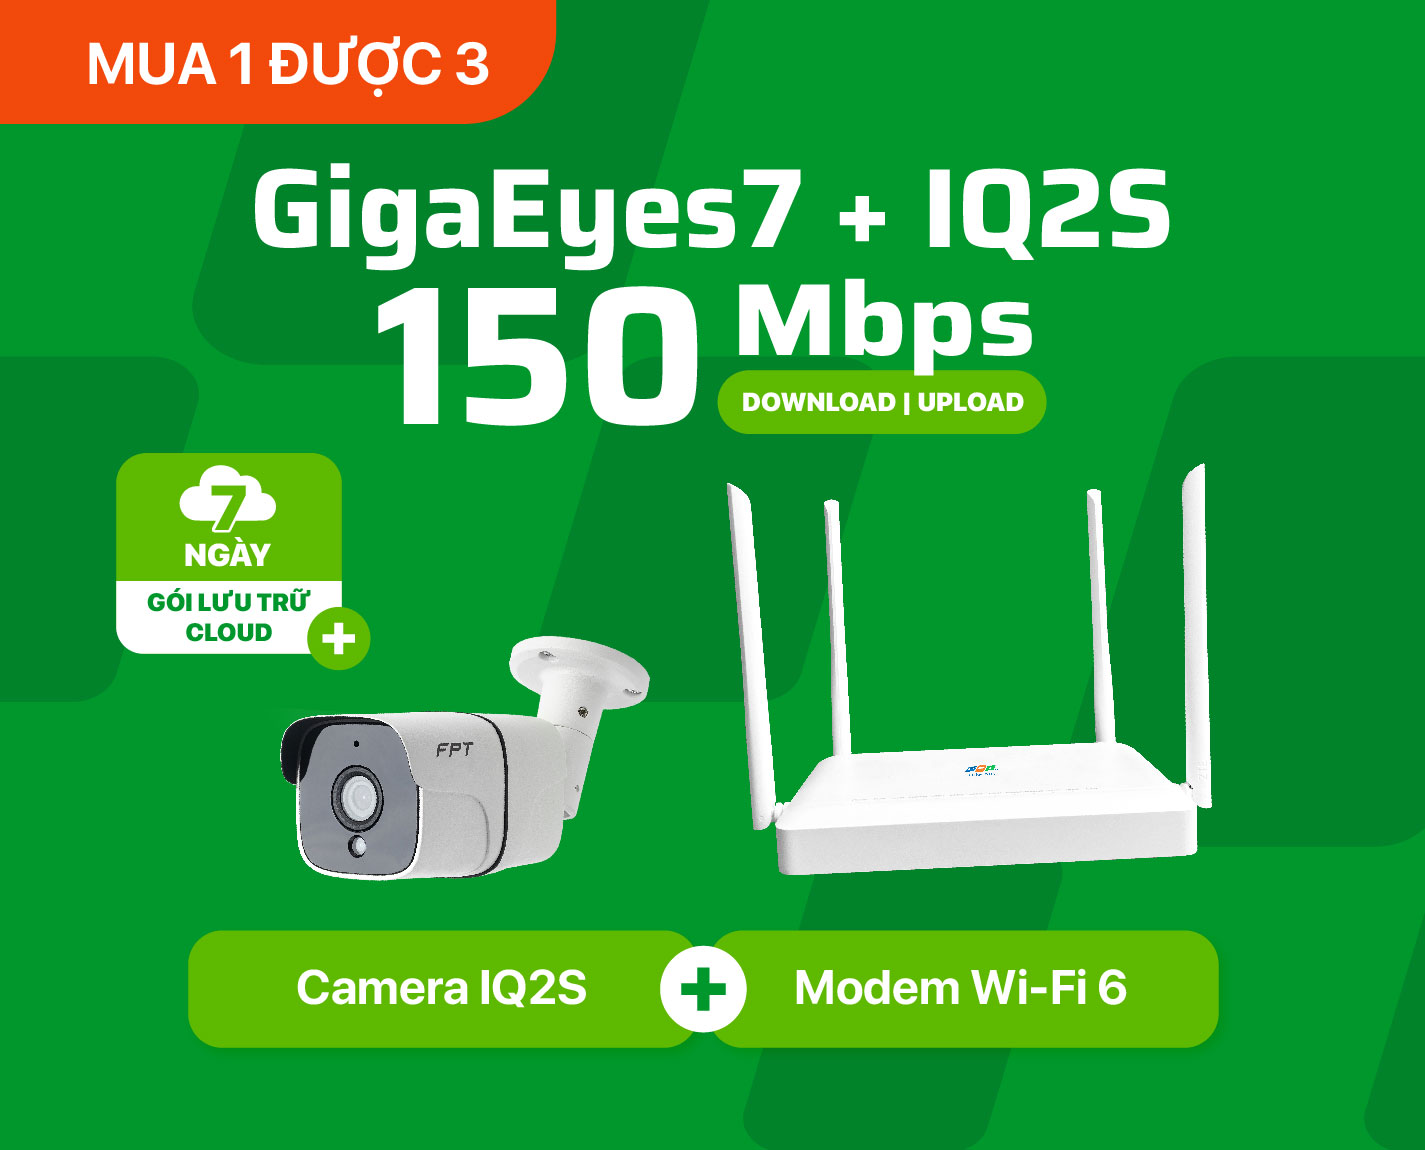 MUA 1 ĐƯỢC 3
GigaEyes7 + IQ2S
150 Mbps
DOWNLOAD | UPLOAD
7
NGÀY
GÓI LƯU TRỮ
CLOUD
+
FPT
Camera IQ2S + Modem Wi-Fi 6